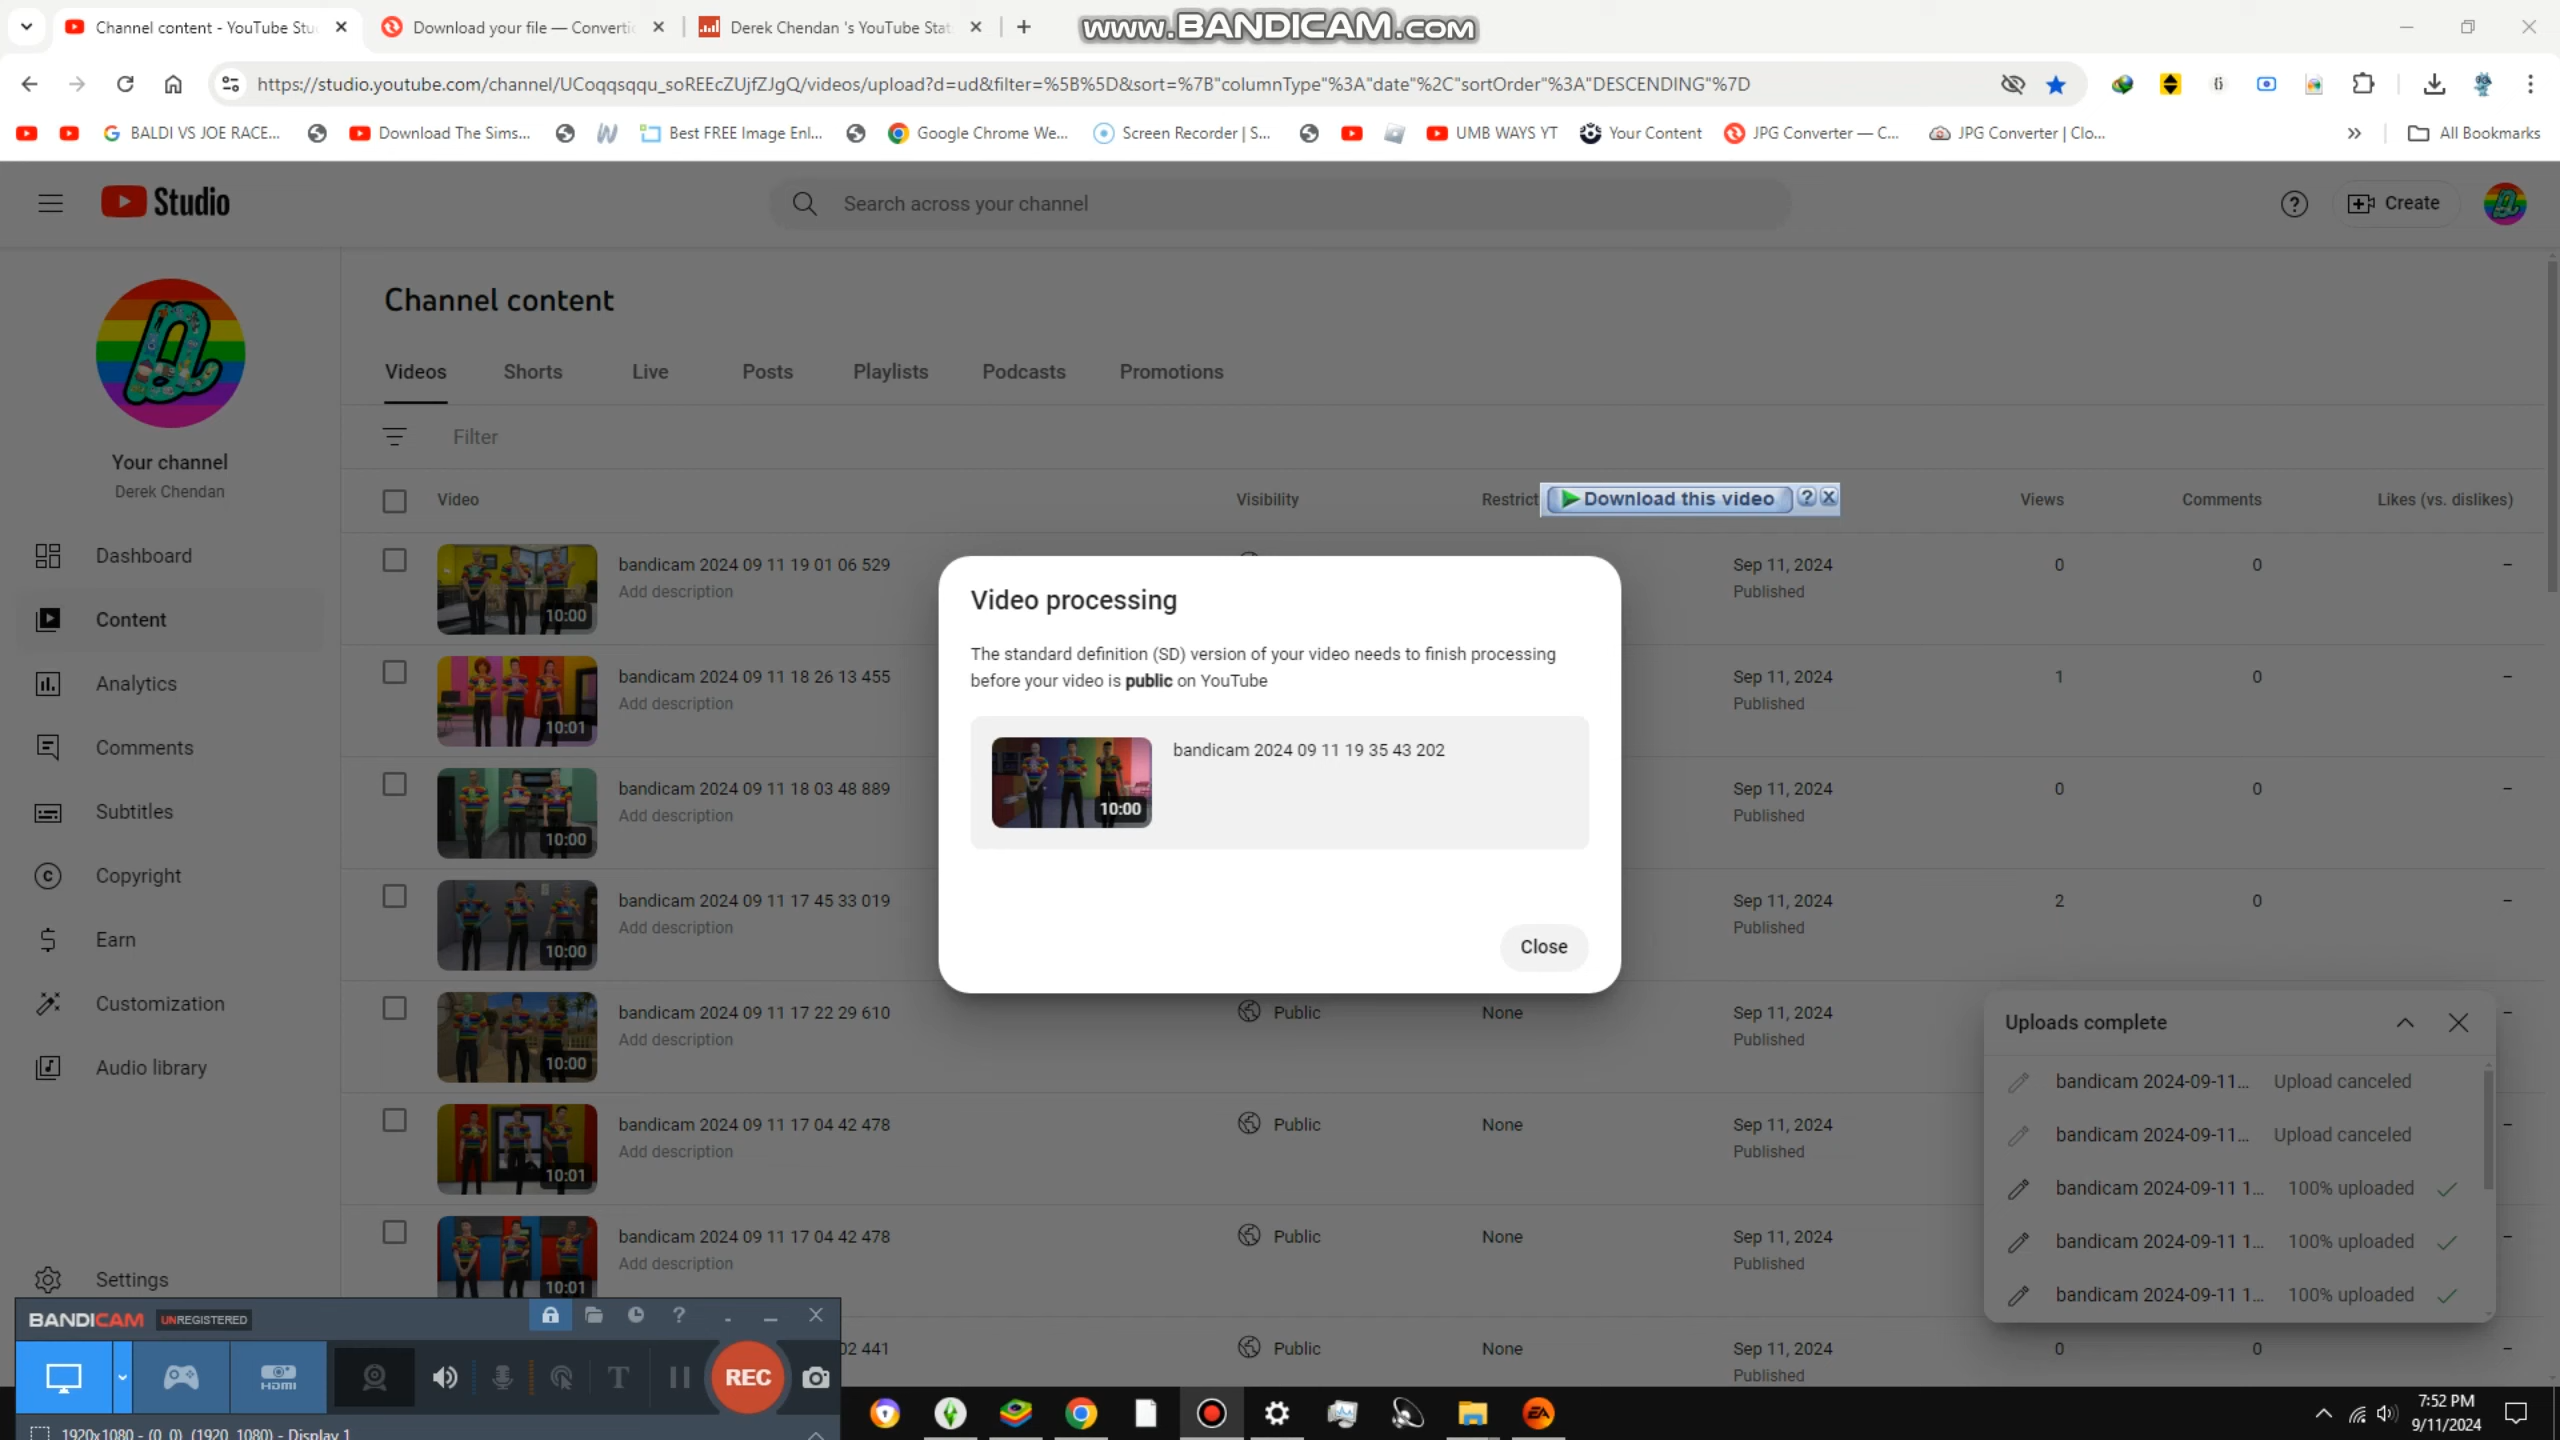 Channel content - YouTube Stu
Download your file — Converti
Derek Chendan 's YouTube Stat
www.BANDICAM.com
https://studio.youtube.com/channel/UCoqqsqqu_soREEcZUjfZJgQ/videos/upload?d=ud&filter=%5B%5D&sort=%7B"columnType"%3A"date"%2C"sortOrder"%3A"DESCENDING"%7D
BALDI VS JOE RACE...
Download The Sims...
Best FREE Image Enl...
Google Chrome We...
Screen Recorder | S...
UMB WAYS YT
Your Content
JPG Converter — C...
JPG Converter | Clo...
All Bookmarks
Studio
Search across your channel
Create
Your channel
Derek Chendan
Dashboard
Content
Analytics
Comments
Subtitles
Copyright
Earn
Customization
Audio library
Settings
Channel content
Videos Shorts Live Posts Playlists Podcasts Promotions
Filter
Video Visibility Restrict Views Comments Likes (vs. dislikes)
Download this video
10:00 bandicam 2024 09 11 19 01 06 529 Sep 11, 2024 0 0 –
Add description Published
10:01 bandicam 2024 09 11 18 26 13 455 Sep 11, 2024 1 0 –
Add description Published
10:00 bandicam 2024 09 11 18 03 48 889 Sep 11, 2024 0 0 –
Add description Published
10:00 bandicam 2024 09 11 17 45 33 019 Sep 11, 2024 2 0 –
Add description Published
10:00 bandicam 2024 09 11 17 22 29 610 Public None Sep 11, 2024 –
Add description Published
10:01 bandicam 2024 09 11 17 04 42 478 Public None Sep 11, 2024 –
Add description Published
10:01 bandicam 2024 09 11 17 04 42 478 Public None Sep 11, 2024 –
Add description Published
02 441 Public None Sep 11, 2024 0 0 –
Published
Video processing
The standard definition (SD) version of your video needs to finish processing
before your video is public on YouTube
bandicam 2024 09 11 19 35 43 202
10:00
Close
Uploads complete
bandicam 2024-09-11... Upload canceled
bandicam 2024-09-11... Upload canceled
bandicam 2024-09-11 1... 100% uploaded
bandicam 2024-09-11 1... 100% uploaded
bandicam 2024-09-11 1... 100% uploaded
BANDICAM UNREGISTERED
HDMI
T
REC
1920x1080 - (0, 0), (1920, 1080) - Display 1
EA
7:52 PM
9/11/2024